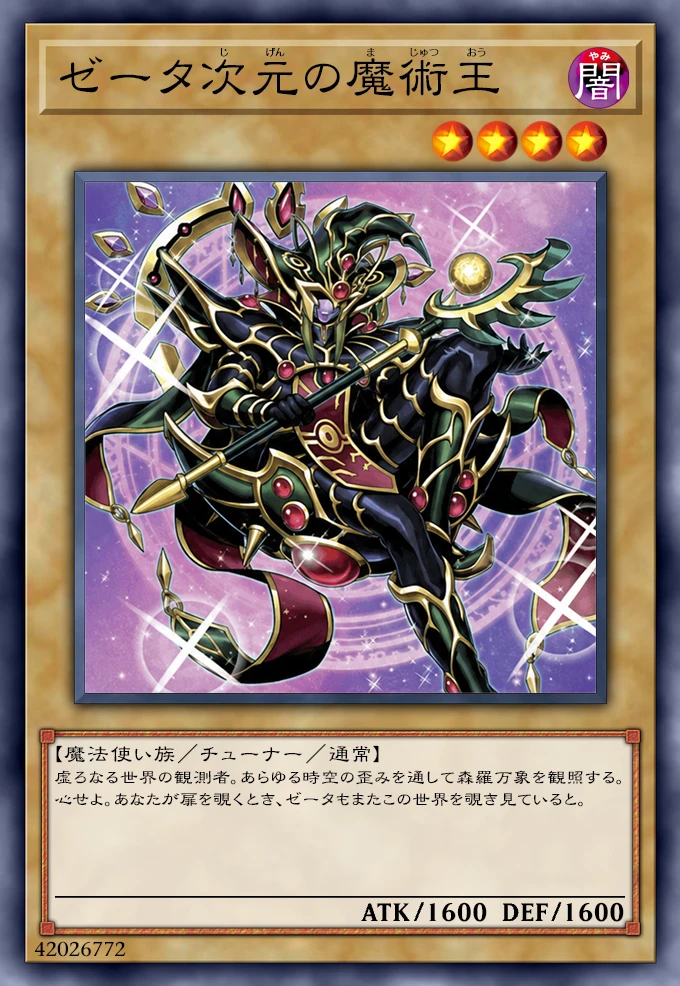 じげん ま じゅつ おう
ゼータ次元の魔術王
やみ
闇
【魔法使い族／チューナー／通常】
虚ろなる世界の観測者。あらゆる時空の歪みを通して森羅万象を観照する。
心せよ。あなたが扉を覗くとき、ゼータもまたこの世界を覗き見ていると。
ATK/1600 DEF/1600
42026772